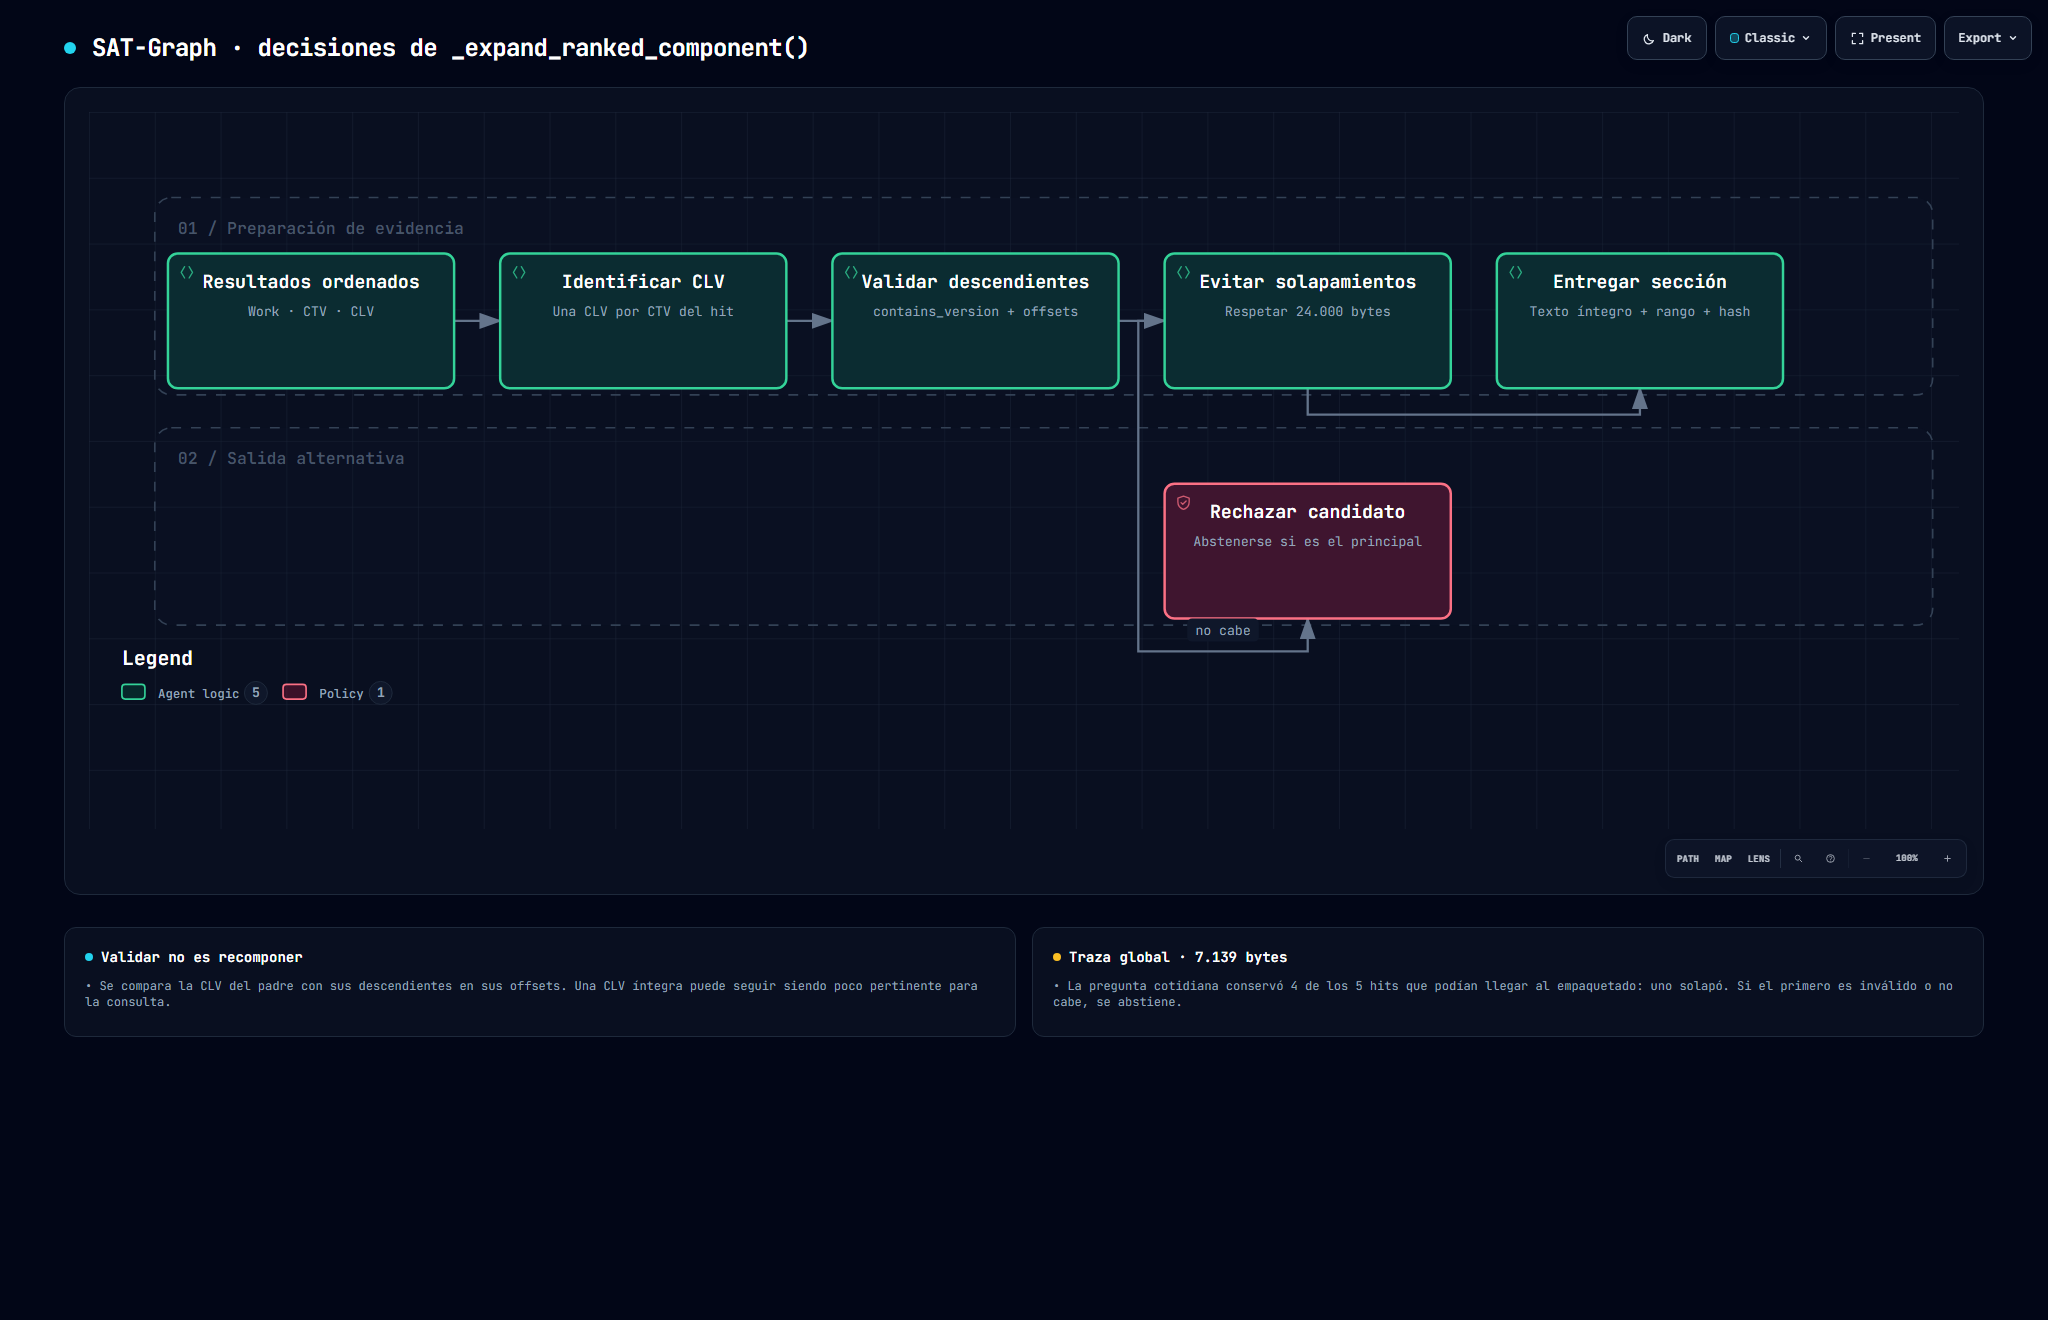 SAT-Graph · decisiones de _expand_ranked_component()
Dark
Classic
Present
Export
01 / Preparación de evidencia
Resultados ordenados
Work · CTV · CLV
Identificar CLV
Una CLV por CTV del hit
Validar descendientes
contains_version + offsets
Evitar solapamientos
Respetar 24.000 bytes
Entregar sección
Texto íntegro + rango + hash
02 / Salida alternativa
Rechazar candidato
Abstenerse si es el principal
no cabe
Legend
Agent logic 5
Policy 1
PATH MAP LENS − 100% +
Validar no es recomponer
• Se compara la CLV del padre con sus descendientes en sus offsets. Una CLV íntegra puede seguir siendo poco pertinente para
la consulta.
Traza global · 7.139 bytes
• La pregunta cotidiana conservó 4 de los 5 hits que podían llegar al empaquetado: uno solapó. Si el primero es inválido o no
cabe, se abstiene.